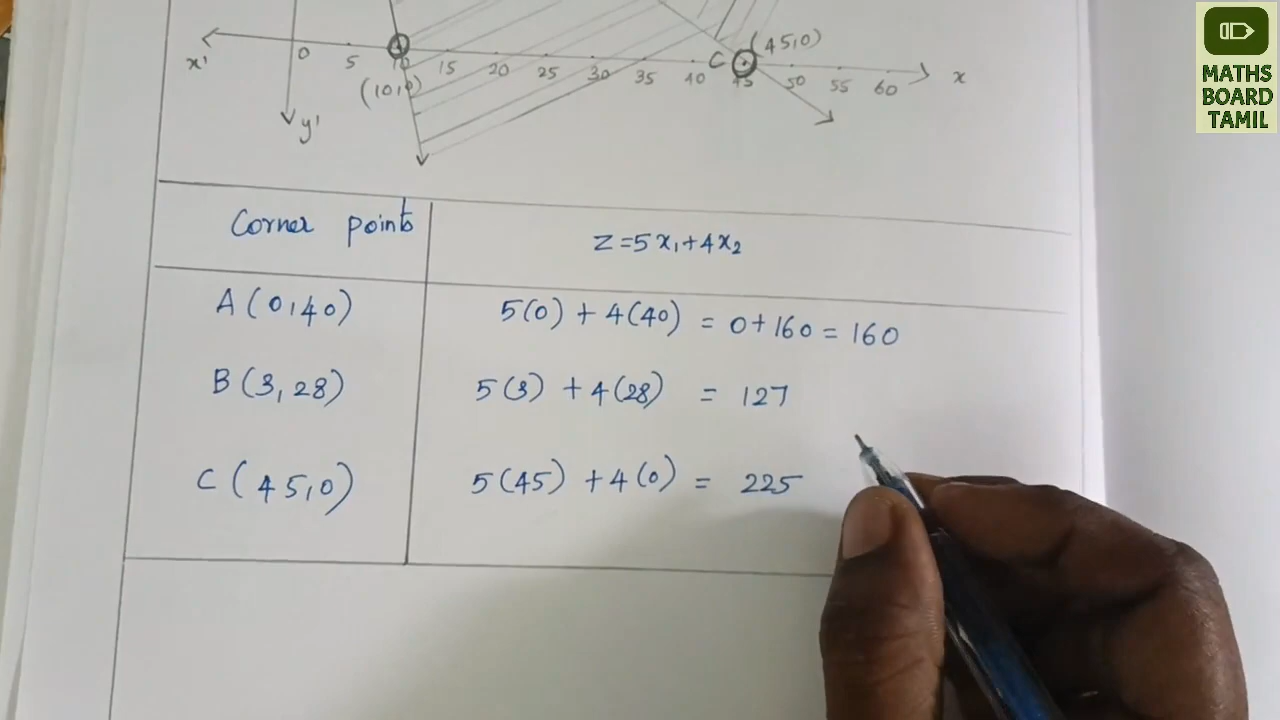 (45,0)
x' 0 5 10 15 20 25 30 35 40 C 45 50 55 60 x
(10,0)
y'
MATHS
BOARD
TAMIL
Corner points Z=5x₁+4x₂
A(0,40) 5(0)+4(40) = 0+160 = 160
B(3,28) 5(3)+4(28) = 127
C(45,0) 5(45)+4(0) = 225